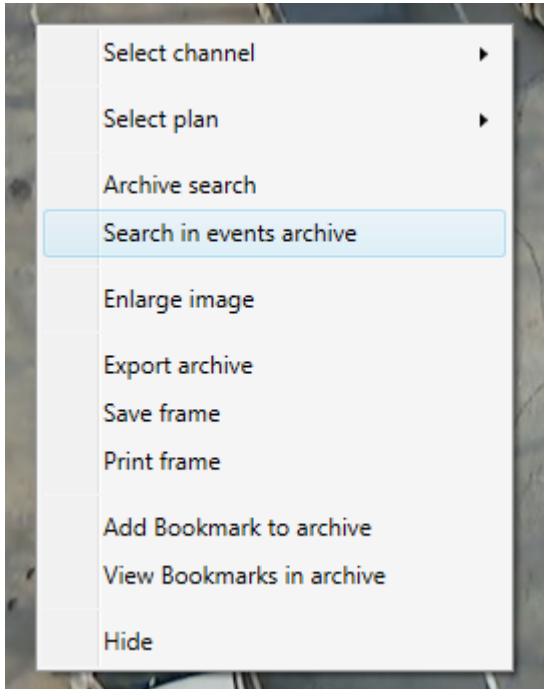 Select channel
Select plan
Archive search
Search in events archive
Enlarge image
Export archive
Save frame
Print frame
Add Bookmark to archive
View Bookmarks in archive
Hide